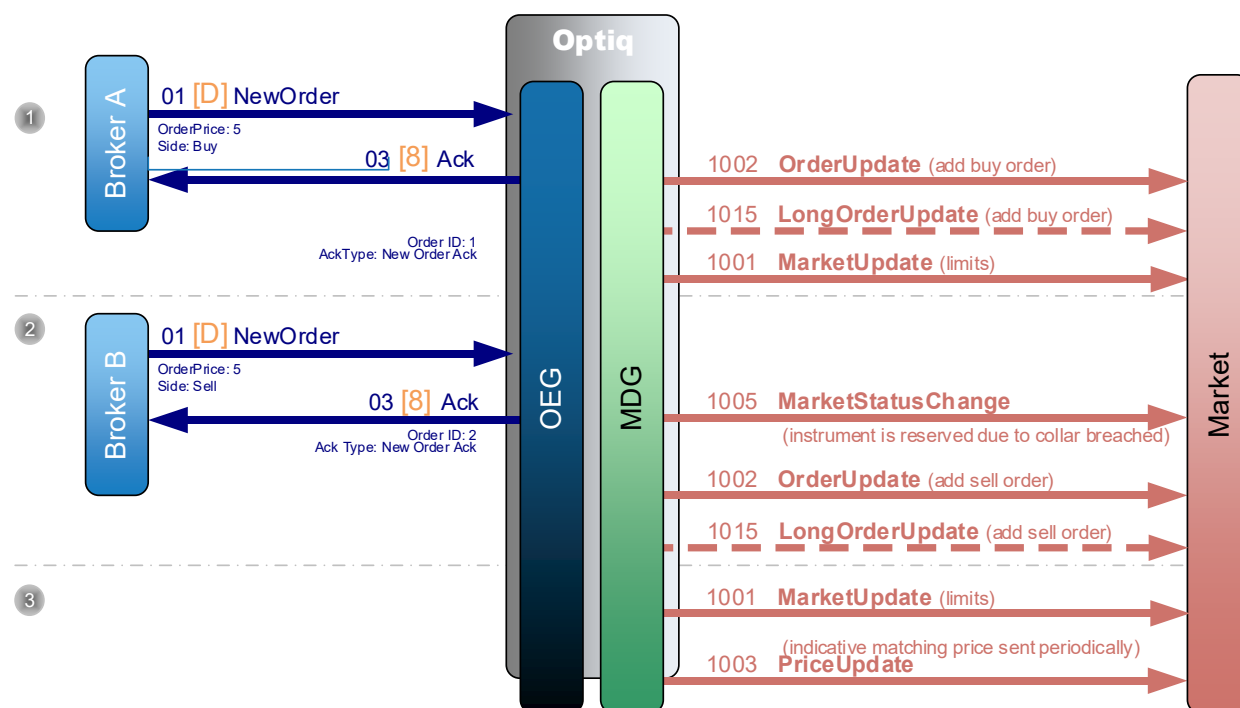 Optiq
Broker A
1
01 [D] NewOrder
OrderPrice: 5
Side: Buy
03 [8] Ack
Order ID: 1
AckType: New Order Ack
OEG
MDG
1002 OrderUpdate (add buy order)
1015 LongOrderUpdate (add buy order)
1001 MarketUpdate (limits)
Market
2
Broker B
01 [D] NewOrder
OrderPrice: 5
Side: Sell
03 [8] Ack
Order ID: 2
Ack Type: New Order Ack
1005 MarketStatusChange
(instrument is reserved due to collar breached)
1002 OrderUpdate (add sell order)
1015 LongOrderUpdate (add sell order)
3
1001 MarketUpdate (limits)
(indicative matching price sent periodically)
1003 PriceUpdate